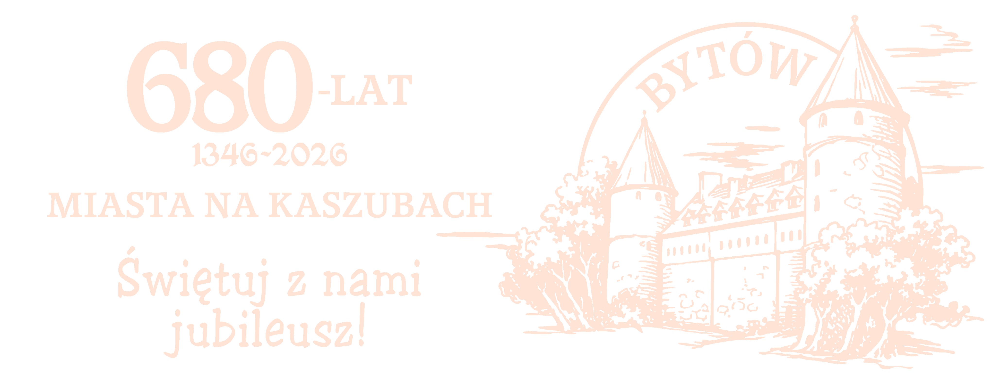 680-LAT
1346~2026
MIASTA NA KASZUBACH
Świętuj z nami
jubileusz!
BYTÓW